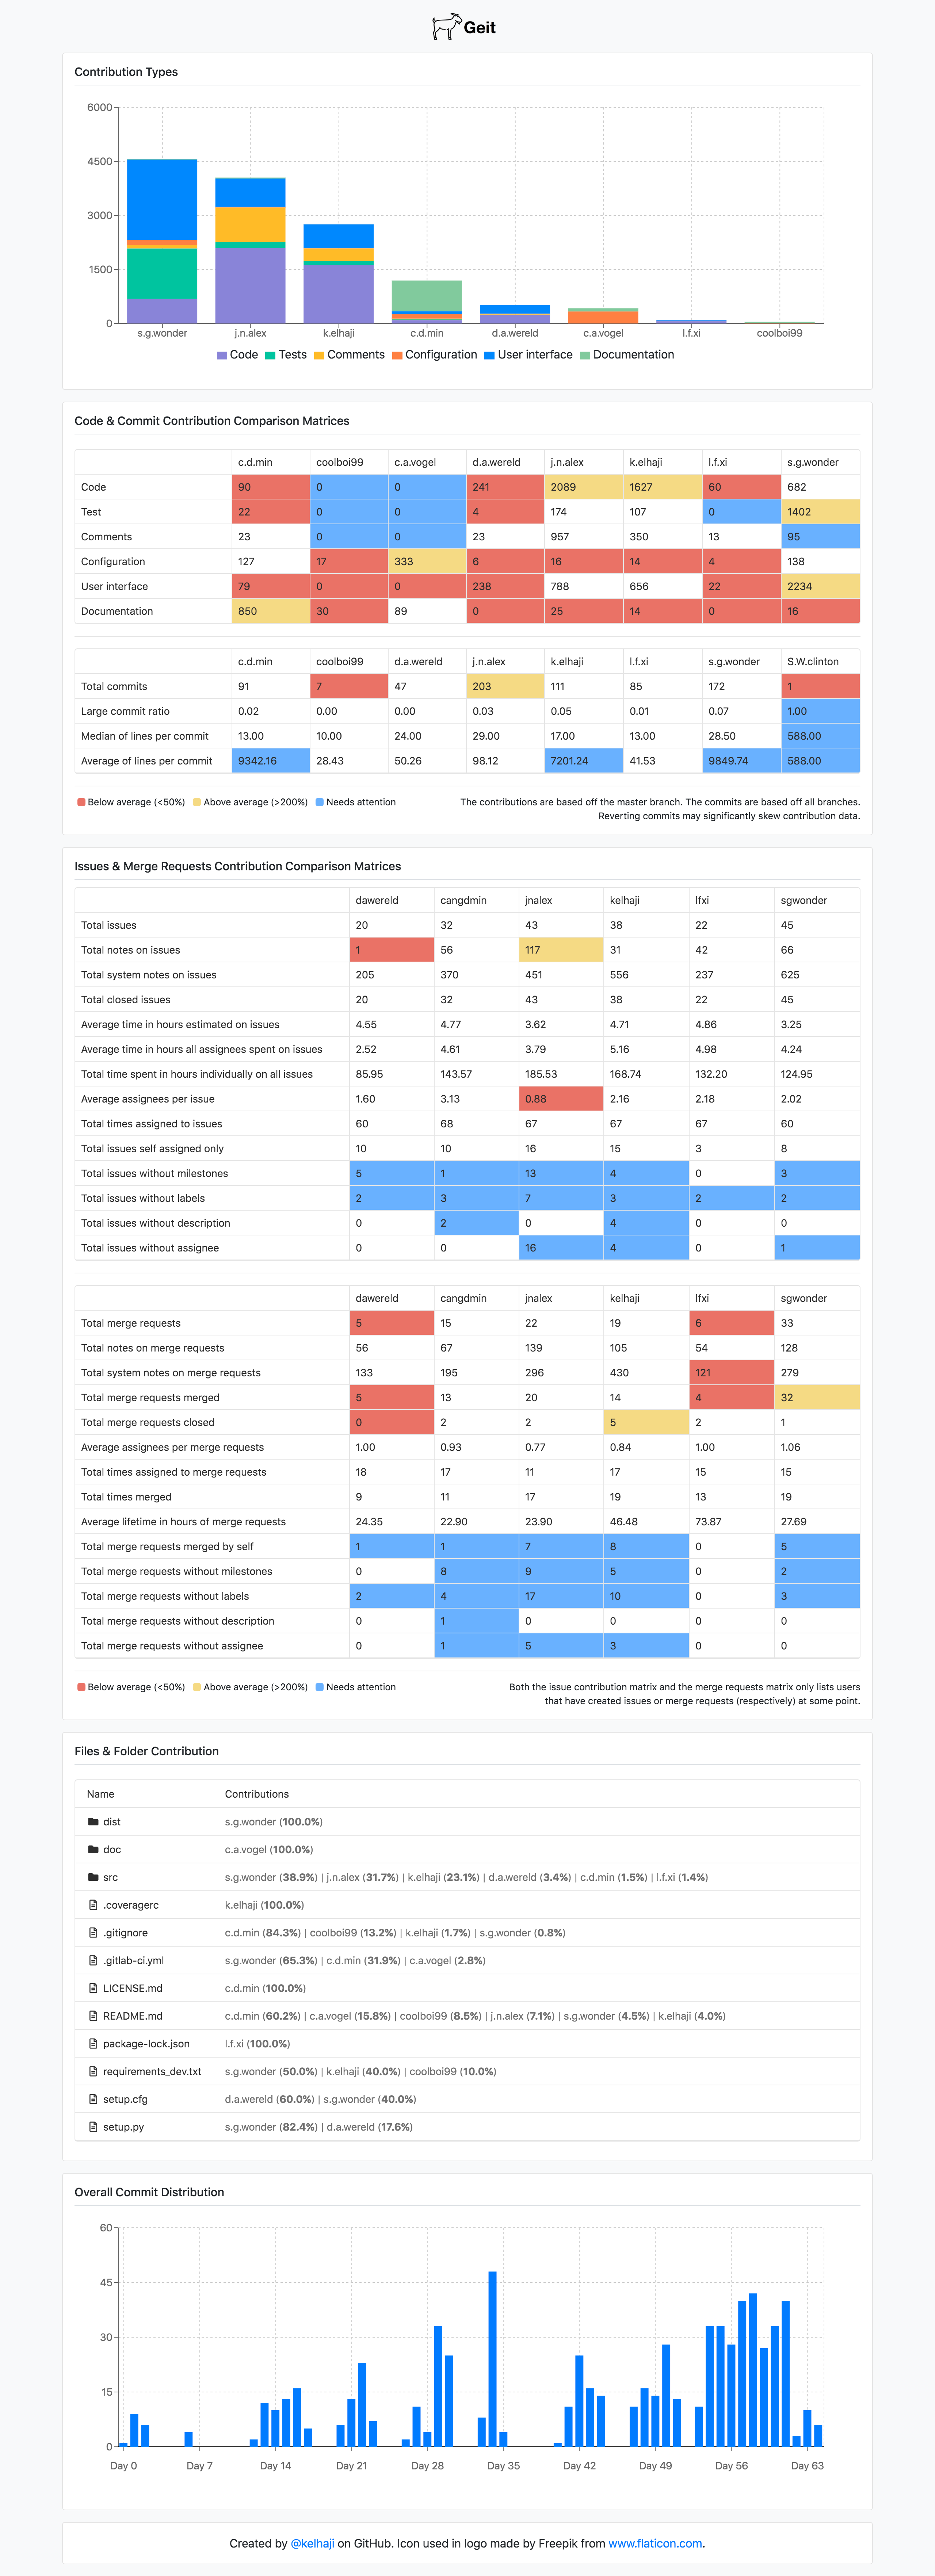 Geit
Contribution Types
6000
4500
3000
1500
0
s.g.wonder j.n.alex k.elhaji c.d.min d.a.wereld c.a.vogel l.f.xi coolboi99
Code Tests Comments Configuration User interface Documentation
Code & Commit Contribution Comparison Matrices
c.d.min coolboi99 c.a.vogel d.a.wereld j.n.alex k.elhaji l.f.xi s.g.wonder
Code 90 0 0 241 2089 1627 60 682
Test 22 0 0 4 174 107 0 1402
Comments 23 0 0 23 957 350 13 95
Configuration 127 17 333 6 16 14 4 138
User interface 79 0 0 238 788 656 22 2234
Documentation 850 30 89 0 25 14 0 16
c.d.min coolboi99 d.a.wereld j.n.alex k.elhaji l.f.xi s.g.wonder S.W.clinton
Total commits 91 7 47 203 111 85 172 1
Large commit ratio 0.02 0.00 0.00 0.03 0.05 0.01 0.07 1.00
Median of lines per commit 13.00 10.00 24.00 29.00 17.00 13.00 28.50 588.00
Average of lines per commit 9342.16 28.43 50.26 98.12 7201.24 41.53 9849.74 588.00
Below average (<50%) Above average (>200%) Needs attention The contributions are based off the master branch. The commits are based off all branches.
Reverting commits may significantly skew contribution data.
Issues & Merge Requests Contribution Comparison Matrices
dawereld cangdmin jnalex kelhaji lfxi sgwonder
Total issues 20 32 43 38 22 45
Total notes on issues 1 56 117 31 42 66
Total system notes on issues 205 370 451 556 237 625
Total closed issues 20 32 43 38 22 45
Average time in hours estimated on issues 4.55 4.77 3.62 4.71 4.86 3.25
Average time in hours all assignees spent on issues 2.52 4.61 3.79 5.16 4.98 4.24
Total time spent in hours individually on all issues 85.95 143.57 185.53 168.74 132.20 124.95
Average assignees per issue 1.60 3.13 0.88 2.16 2.18 2.02
Total times assigned to issues 60 68 67 67 67 60
Total issues self assigned only 10 10 16 15 3 8
Total issues without milestones 5 1 13 4 0 3
Total issues without labels 2 3 7 3 2 2
Total issues without description 0 2 0 4 0 0
Total issues without assignee 0 0 16 4 0 1
dawereld cangdmin jnalex kelhaji lfxi sgwonder
Total merge requests 5 15 22 19 6 33
Total notes on merge requests 56 67 139 105 54 128
Total system notes on merge requests 133 195 296 430 121 279
Total merge requests merged 5 13 20 14 4 32
Total merge requests closed 0 2 2 5 2 1
Average assignees per merge requests 1.00 0.93 0.77 0.84 1.00 1.06
Total times assigned to merge requests 18 17 11 17 15 15
Total times merged 9 11 17 19 13 19
Average lifetime in hours of merge requests 24.35 22.90 23.90 46.48 73.87 27.69
Total merge requests merged by self 1 1 7 8 0 5
Total merge requests without milestones 0 8 9 5 0 2
Total merge requests without labels 2 4 17 10 0 3
Total merge requests without description 0 1 0 0 0 0
Total merge requests without assignee 0 1 5 3 0 0
Below average (<50%) Above average (>200%) Needs attention Both the issue contribution matrix and the merge requests matrix only lists users
that have created issues or merge requests (respectively) at some point.
Files & Folder Contribution
Name Contributions
dist s.g.wonder (100.0%)
doc c.a.vogel (100.0%)
src s.g.wonder (38.9%) | j.n.alex (31.7%) | k.elhaji (23.1%) | d.a.wereld (3.4%) | c.d.min (1.5%) | l.f.xi (1.4%)
.coveragerc k.elhaji (100.0%)
.gitignore c.d.min (84.3%) | coolboi99 (13.2%) | k.elhaji (1.7%) | s.g.wonder (0.8%)
.gitlab-ci.yml s.g.wonder (65.3%) | c.d.min (31.9%) | c.a.vogel (2.8%)
LICENSE.md c.d.min (100.0%)
README.md c.d.min (60.2%) | c.a.vogel (15.8%) | coolboi99 (8.5%) | j.n.alex (7.1%) | s.g.wonder (4.5%) | k.elhaji (4.0%)
package-lock.json l.f.xi (100.0%)
requirements_dev.txt s.g.wonder (50.0%) | k.elhaji (40.0%) | coolboi99 (10.0%)
setup.cfg d.a.wereld (60.0%) | s.g.wonder (40.0%)
setup.py s.g.wonder (82.4%) | d.a.wereld (17.6%)
Overall Commit Distribution
60
45
30
15
0
Day 0 Day 7 Day 14 Day 21 Day 28 Day 35 Day 42 Day 49 Day 56 Day 63
Created by @kelhaji on GitHub. Icon used in logo made by Freepik from www.flaticon.com.